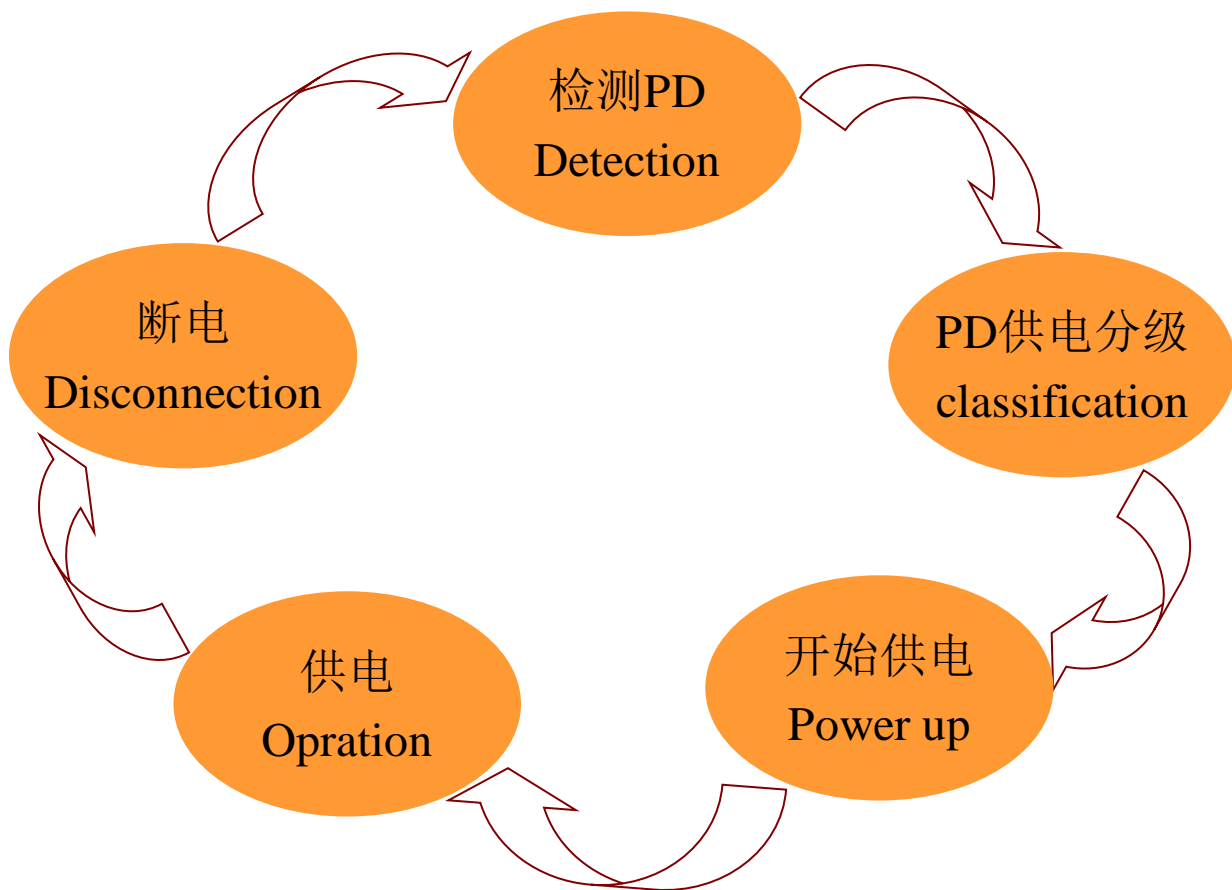 检测PD
Detection
PD供电分级
classification
开始供电
Power up
供电
Opration
断电
Disconnection